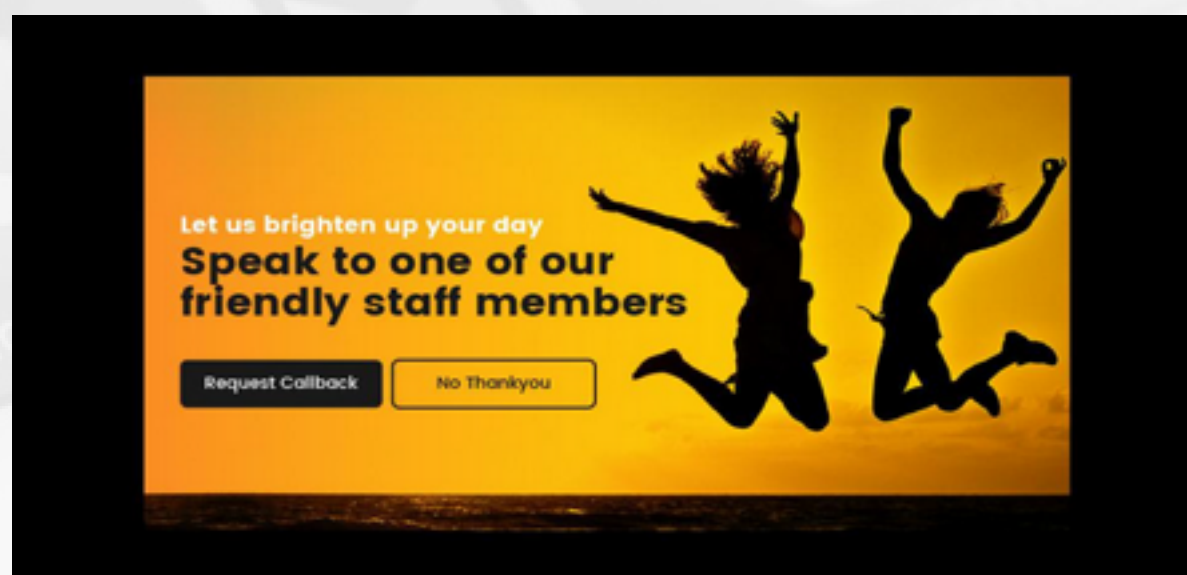 Let us brighten up your day
Speak to one of our
friendly staff members
Request Callback
No Thankyou